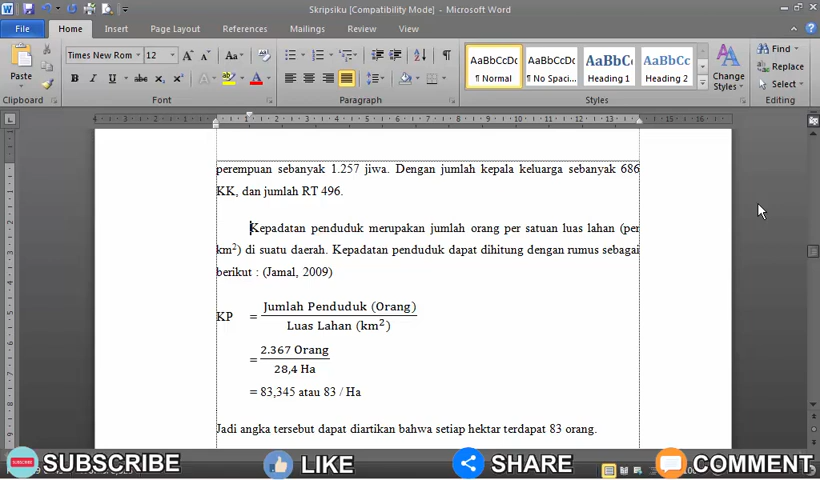 Skripsiku [Compatibility Mode] - Microsoft Word
File Home Insert Page Layout References Mailings Review View
Times New Rom 12
Paste
AaBbCcDc AaBbCcDc AaBbC AaBbCc
¶ Normal ¶ No Spaci... Heading 1 Heading 2
Change Styles
Find
Replace
Select
Clipboard Font Paragraph Styles Editing
perempuan sebanyak 1.257 jiwa. Dengan jumlah kepala keluarga sebanyak 686
KK, dan jumlah RT 496.
Kepadatan penduduk merupakan jumlah orang per satuan luas lahan (per
km²) di suatu daerah. Kepadatan penduduk dapat dihitung dengan rumus sebagai
berikut : (Jamal, 2009)
Jumlah Penduduk (Orang)
KP =
Luas Lahan (km²)
2.367 Orang
=
28,4 Ha
= 83,345 atau 83 / Ha
Jadi angka tersebut dapat diartikan bahwa setiap hektar terdapat 83 orang.
SUBSCRIBE LIKE SHARE COMMENT